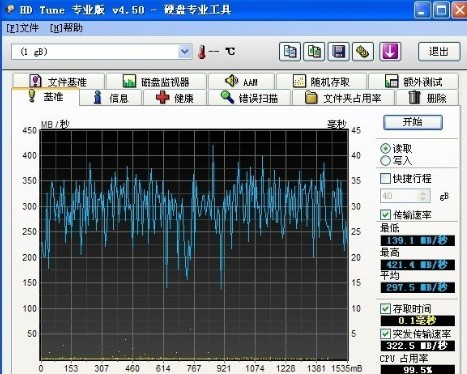 HD Tune 专业版 v4.50 - 硬盘专业工具
[F]文件 [H]帮助
(1 gB)
-- ℃
退出
文件基准 磁盘监视器 AAM 随机存取 额外测试
基准 信息 健康 错误扫描 文件夹占用率 删除
MB/秒
毫秒
450 45
400 40
350 35
300 30
250 25
200 20
150 15
100 10
50 5
0 153 307 460 614 767 921 1074 1228 1381 1535mB
开始
读取
写入
快捷行程
40 gB
传输速率
最低
139.1 MB/秒
最高
421.4 MB/秒
平均
297.5 MB/秒
存取时间
0.1毫秒
突发传输速率
322.5 MB/秒
CPU 占用率
99.5%